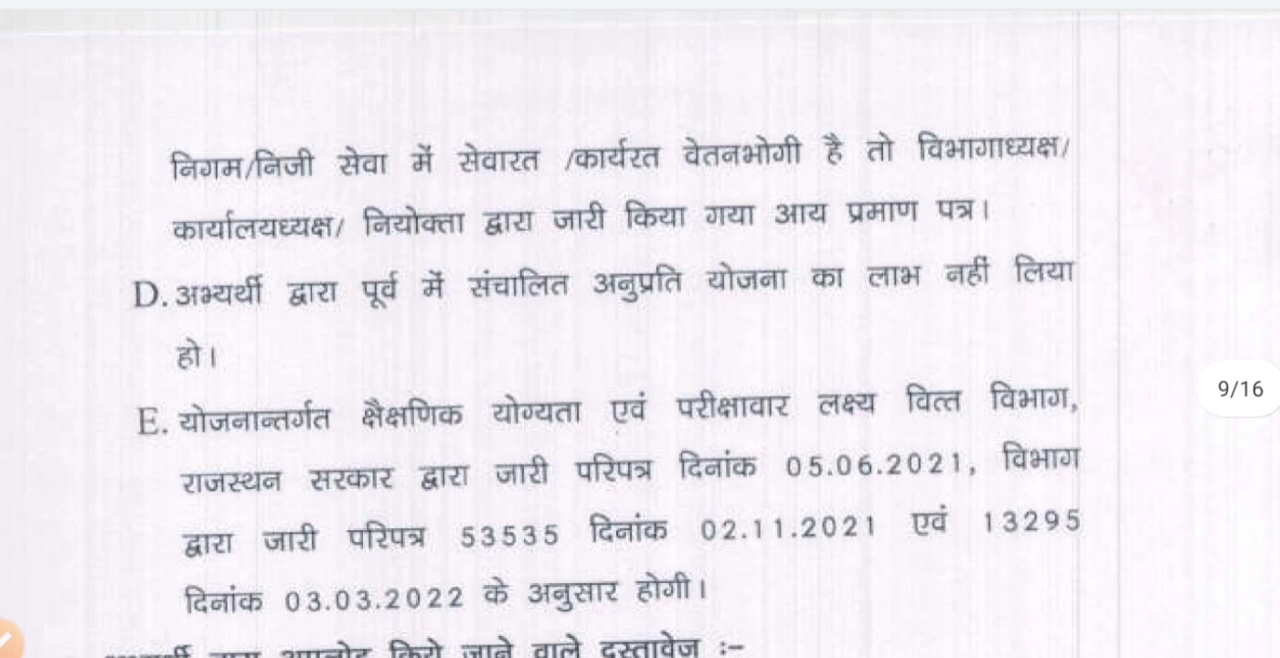 निगम/निजी सेवा में सेवारत /कार्यरत वेतनभोगी है तो विभागाध्यक्ष/
कार्यालयध्यक्ष/ नियोक्ता द्वारा जारी किया गया आय प्रमाण पत्र।
D. अभ्यर्थी द्वारा पूर्व में संचालित अनुप्रति योजना का लाभ नहीं लिया
हो।
9/16
E. योजनान्तर्गत क्षैक्षणिक योग्यता एवं परीक्षावार लक्ष्य वित्त विभाग,
राजस्थन सरकार द्वारा जारी परिपत्र दिनांक 05.06.2021, विभाग
द्वारा जारी परिपत्र 53535 दिनांक 02.11.2021 एवं 13295
दिनांक 03.03.2022 के अनुसार होगी।
किये जाने वाले दस्तावेज :–